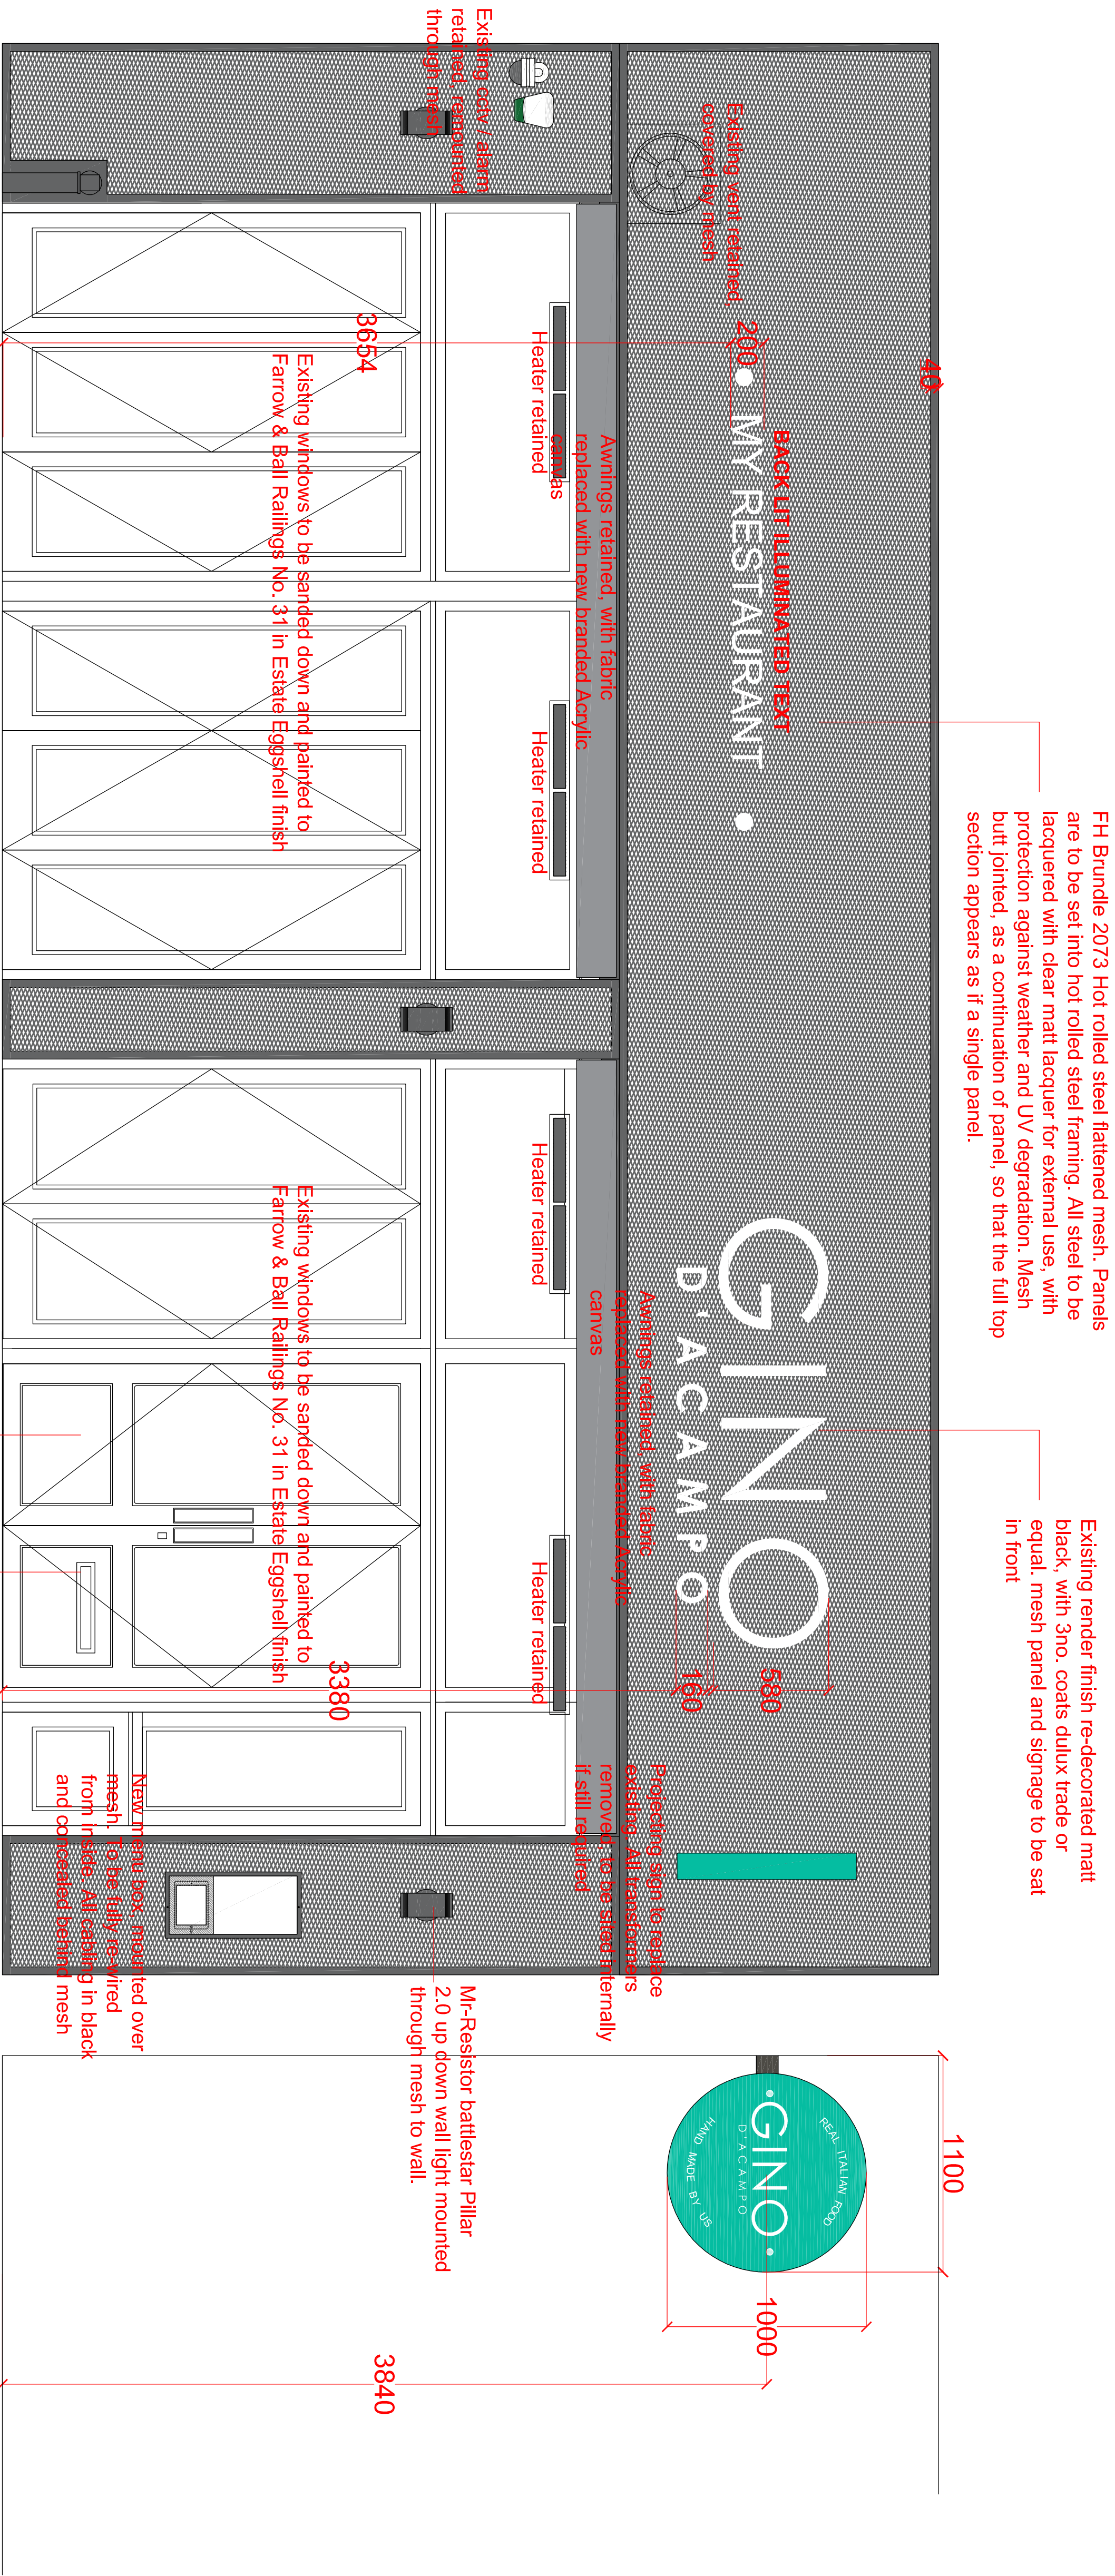 FH Brundle 2073 Hot rolled steel flattened mesh. Panels
are to be set into hot rolled steel framing. All steel to be
lacquered with clear matt lacquer for external use, with
protection against weather and UV degradation. Mesh
butt jointed, as a continuation of panel, so that the full top
section appears as if a single panel.
Existing render finish re-decorated matt
black, with 3no. coats dulux trade or
equal. mesh panel and signage to be sat
in front
40
Existing vent retained,
covered by mesh
200
BACK LIT ILLUMINATED TEXT
• MY RESTAURANT •
GINO
D'ACAMPO
580
160
1100
REAL ITALIAN FOOD
•GINO•
D'ACAMPO
HAND MADE BY US
1000
3840
Existing cctv / alarm
retained, remounted
through mesh
Awnings retained, with fabric
replaced with new branded Acrylic
canvas
Awnings retained, with fabric
replaced with new branded Acrylic
canvas
Projecting sign to replace
existing. All transformers
removed, to be sited internally
if still required
Heater retained
Heater retained
Heater retained
Heater retained
Mr-Resistor battlestar Pillar
2.0 up down wall light mounted
through mesh to wall.
3654
Existing windows to be sanded down and painted to
Farrow & Ball Railings No. 31 in Estate Eggshell finish
Existing windows to be sanded down and painted to
Farrow & Ball Railings No. 31 in Estate Eggshell finish
3380
New menu box, mounted over
mesh. To be fully re-wired
from inside. All cabling in black
and concealed behind mesh